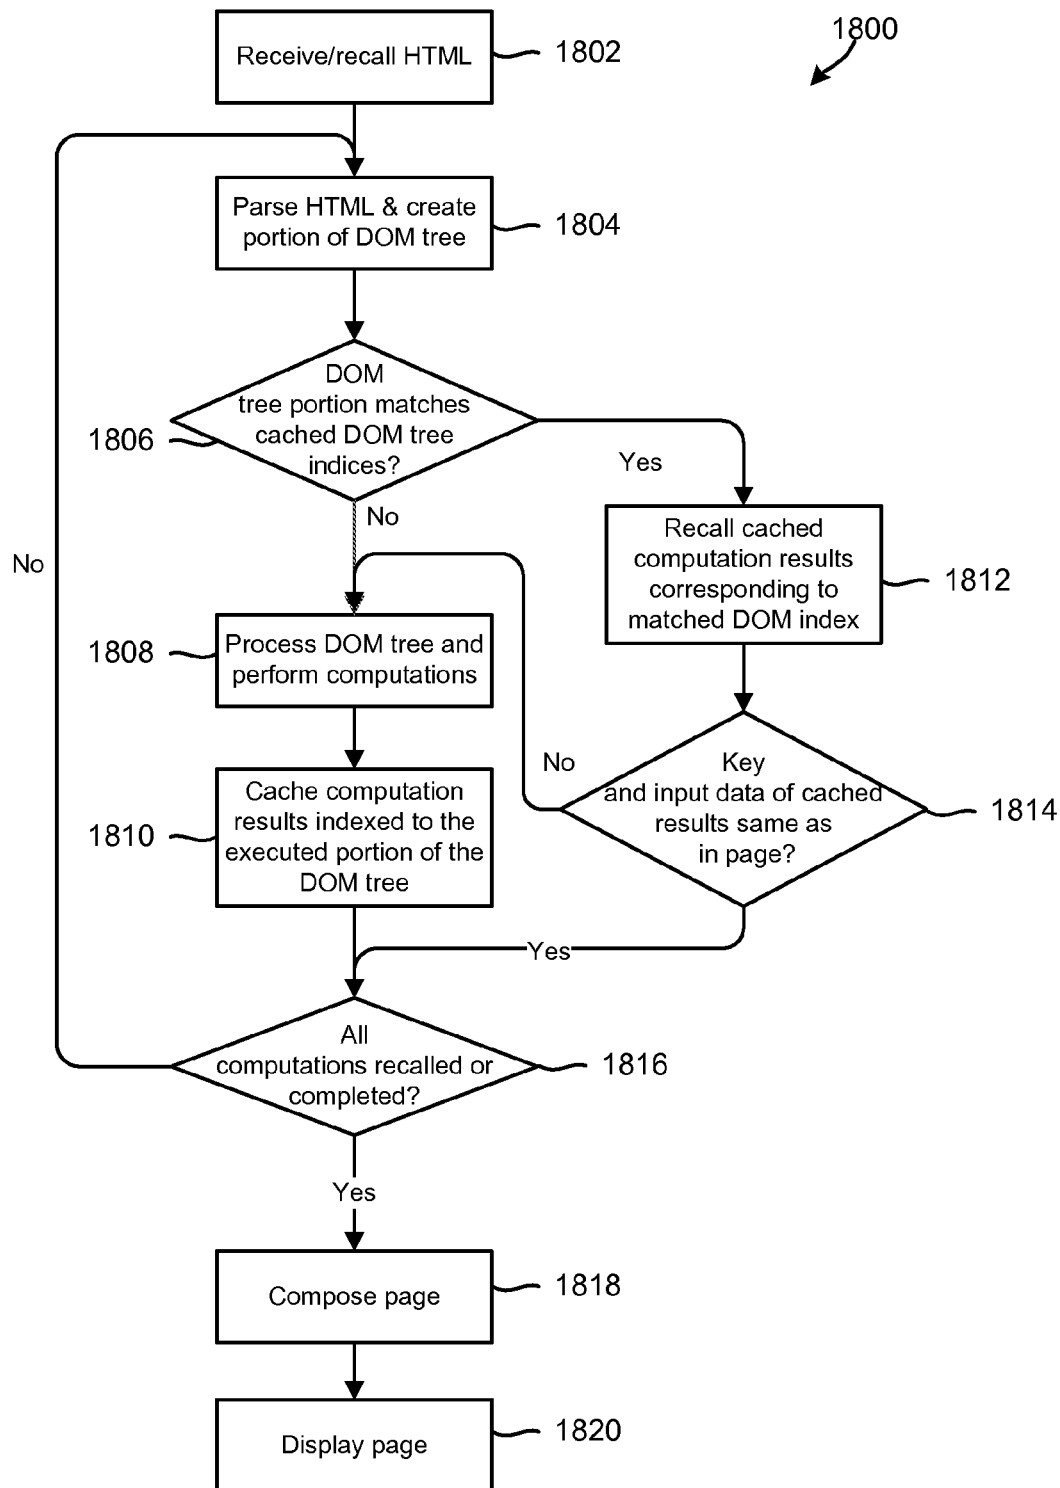 1800
Receive/recall HTML
1802
Parse HTML & create
portion of DOM tree
1804
DOM
tree portion matches
cached DOM tree
indices?
1806
Yes
No
No
Recall cached
computation results
corresponding to
matched DOM index
1812
Process DOM tree and
perform computations
1808
Key
and input data of cached
results same as
in page?
1814
No
Cache computation
results indexed to the
executed portion of the
DOM tree
1810
Yes
All
computations recalled or
completed?
1816
Yes
Compose page
1818
Display page
1820